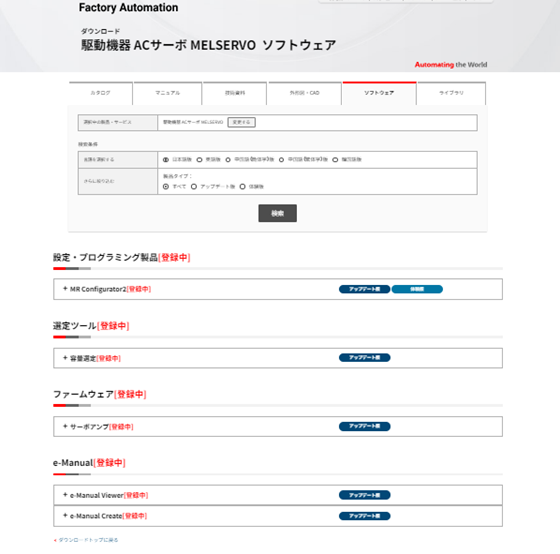 Factory Automation
ダウンロード
駆動機器 ACサーボ MELSERVO ソフトウェア
Automating the World
カタログ
マニュアル
技術資料
外形図・CAD
ソフトウェア
ライブラリ
選択中の製品・サービス
駆動機器 ACサーボ MELSERVO
変更する
検索条件
言語を選択する
日本語版
英語版
中国語(簡体字)版
中国語(繁体字)版
韓国語版
さらに絞り込む
製品タイプ：
すべて
アップデート版
体験版
検索
設定・プログラミング製品[登録中]
+ MR Configurator2[登録中]
アップデート版
体験版
選定ツール[登録中]
+ 容量選定[登録中]
アップデート版
ファームウェア[登録中]
+ サーボアンプ[登録中]
アップデート版
e-Manual[登録中]
+ e-Manual Viewer[登録中]
アップデート版
+ e-Manual Create[登録中]
アップデート版
ダウンロードトップに戻る